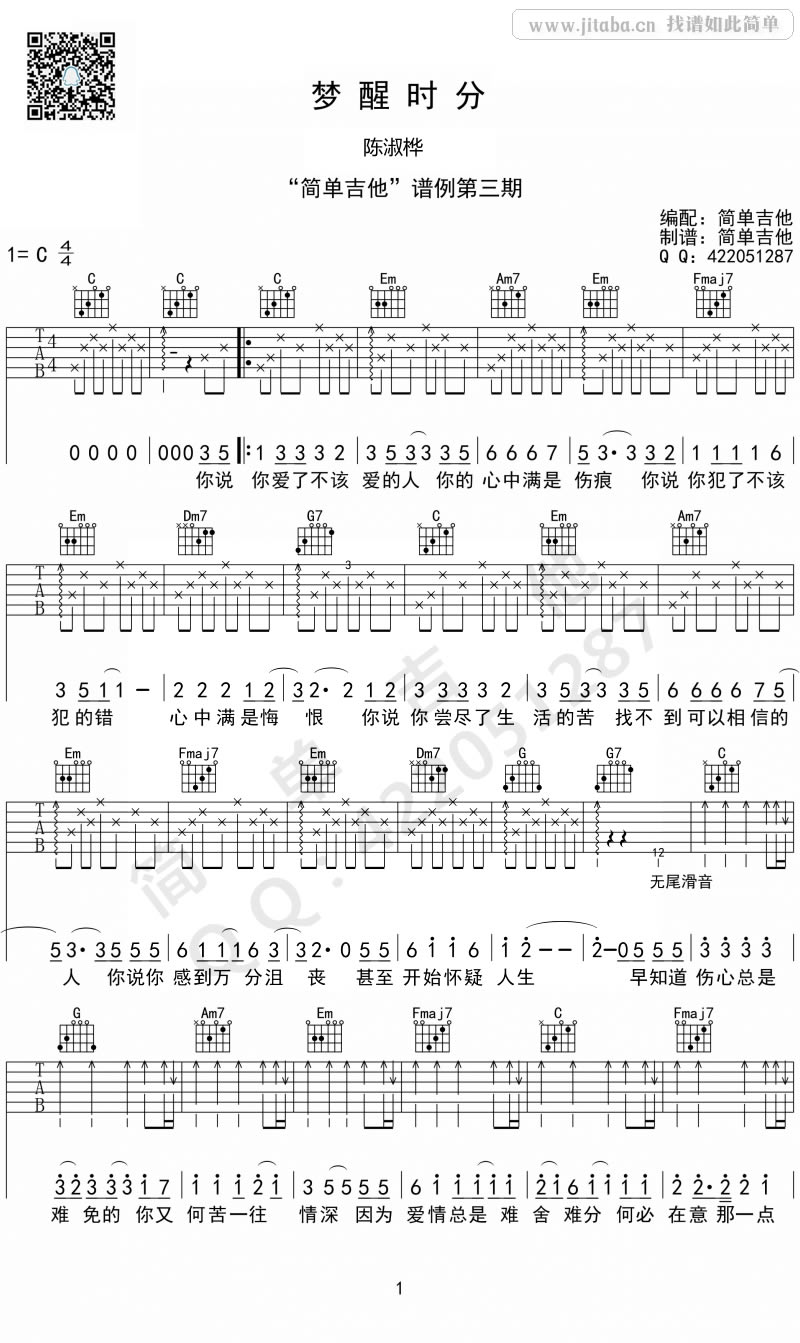 www.jitaba.cn 找谱如此简单
梦醒时分
陈淑桦
“简单吉他”谱例第三期
编配：简单吉他
制谱：简单吉他
Q Q：422051287
1= C 4/4
C C C Em Am7 Em Fmaj7
T A B 4 4
0 0 0 0 000 3 5 1 3 3 3 2 3 5 3 3 3 5 6 6 6 7 5 3· 3 3 2 1 1 1 1 6
你说 你爱了不该 爱的人 你的 心中满是 伤痕 你说 你犯了不该
Em Dm7 G7 C Em Am7
T A B 3
3 5 1 1 — 2 2 2 1 2 3 2· 2 1 2 3 3 3 3 2 3 5 3 3 3 5 6 6 6 6 7 5
犯的错 心中满是悔 恨 你说 你尝尽了生 活的苦 找不 到可以相信的
Em Fmaj7 Em Dm7 G G7 C
T A B 12
无尾滑音
5 3· 3 5 5 5 6 1 1 1 6 3 3 2· 0 5 5 6 1 1 6 1 2 — — 2 — 0 5 5 5 3 3 3 3
人 你说你 感到万 分沮 丧 甚至 开始怀疑 人生 早知道 伤心总是
G Am7 Em Fmaj7 C Fmaj7
T A B
3 2 3 3 3 1 7 1 1 1 2 1 3 5 5 5 5 6 1 1 1 1 1 2 1 6 1 1 1 2 2· 2 2 2 1
难 免的 你又 何苦一往 情深 因为 爱情总是 难 舍 难分 何必 在意 那一点
1
简单吉他
QQ：422051287